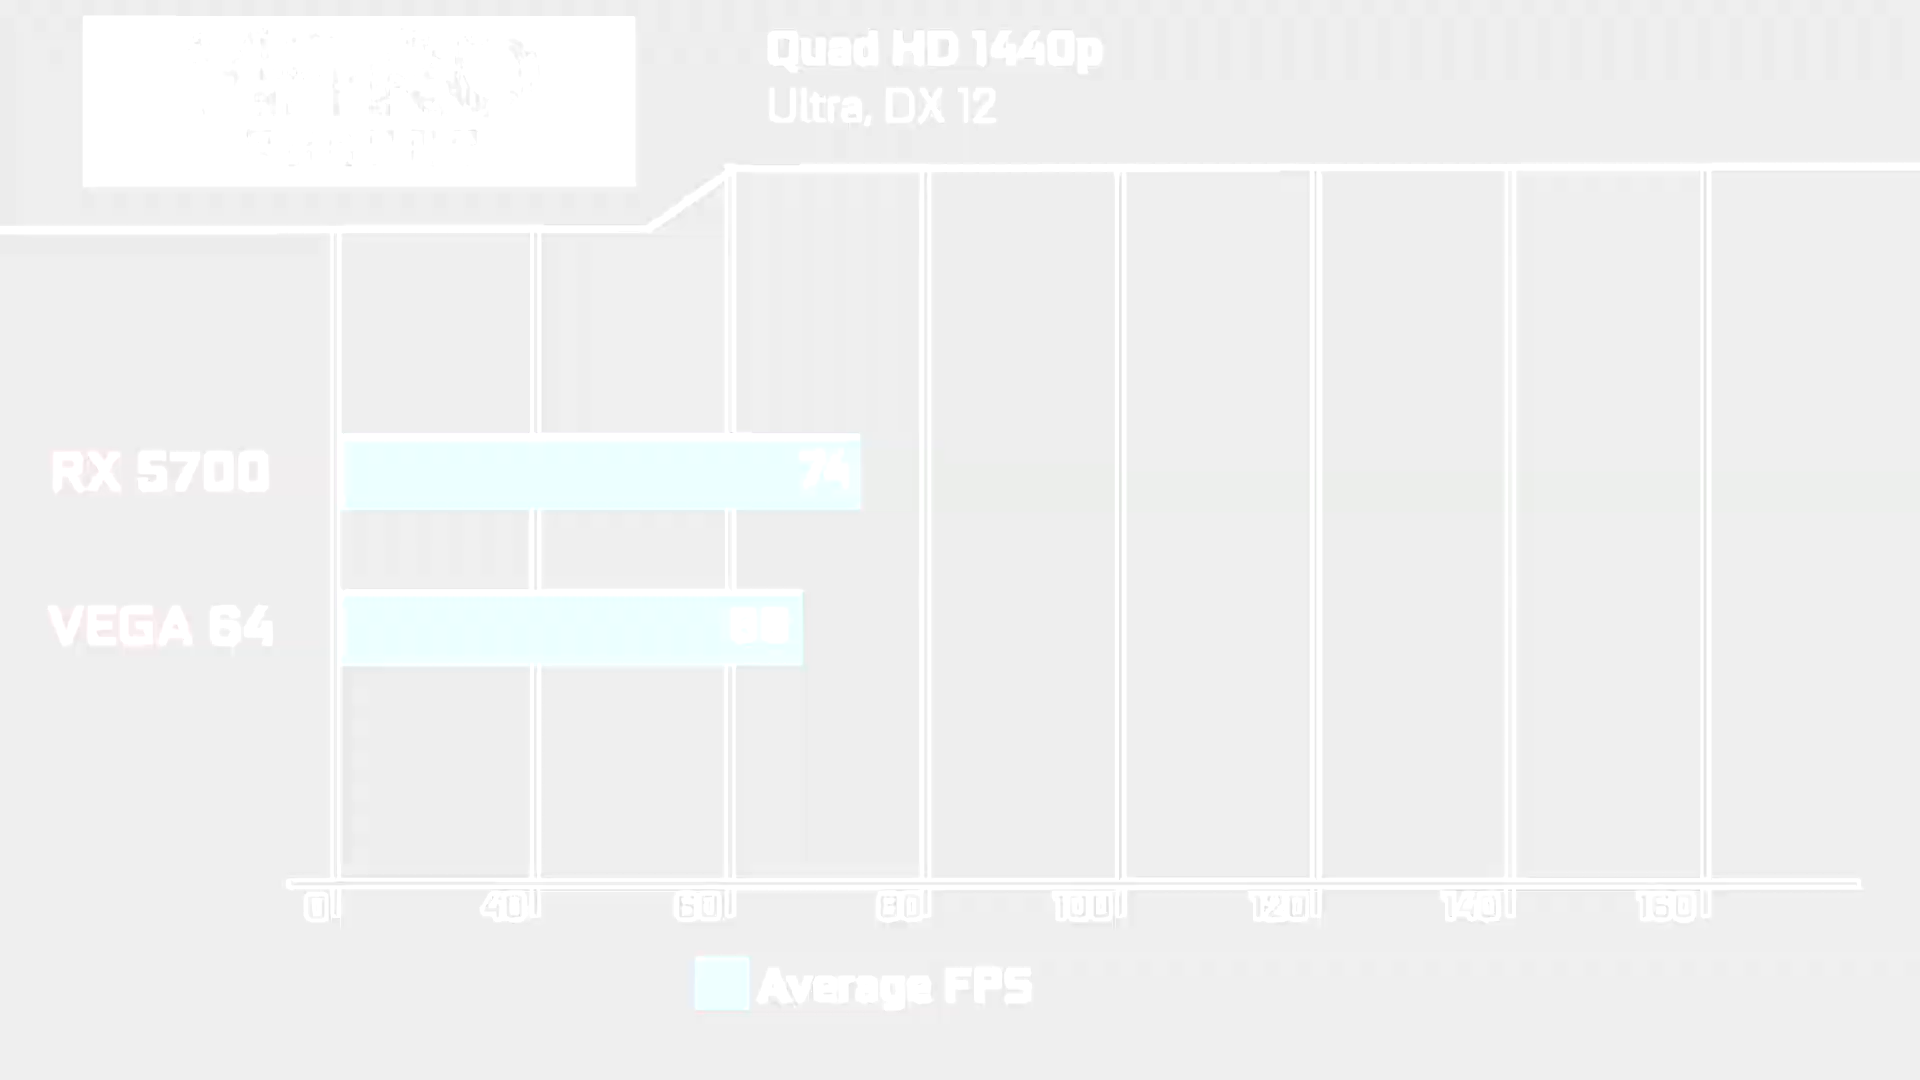 Quad HD 1440p
Ultra, DX 12
RX 5700
74
VEGA 64
0 40 60 80 100 120 140 160
Average FPS